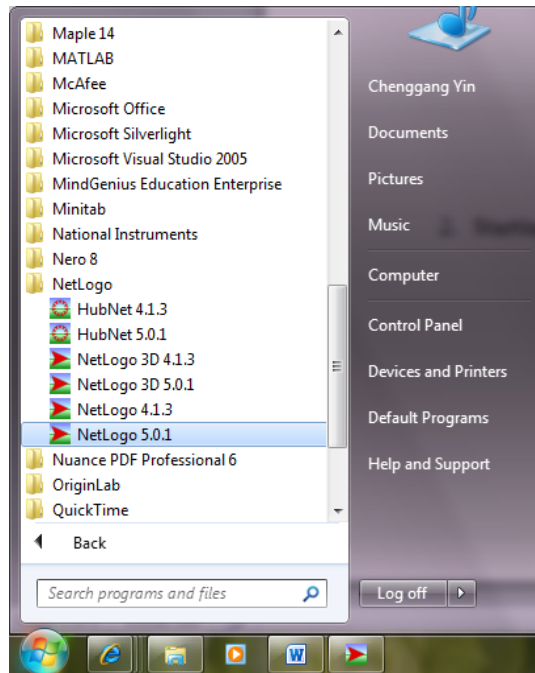 Maple 14
MATLAB
McAfee
Microsoft Office
Microsoft Silverlight
Microsoft Visual Studio 2005
MindGenius Education Enterprise
Minitab
National Instruments
Nero 8
NetLogo
HubNet 4.1.3
HubNet 5.0.1
NetLogo 3D 4.1.3
NetLogo 3D 5.0.1
NetLogo 4.1.3
NetLogo 5.0.1
Nuance PDF Professional 6
OriginLab
QuickTime
Back
Search programs and files
Chenggang Yin
Documents
Pictures
Music
Computer
Control Panel
Devices and Printers
Default Programs
Help and Support
Log off
W